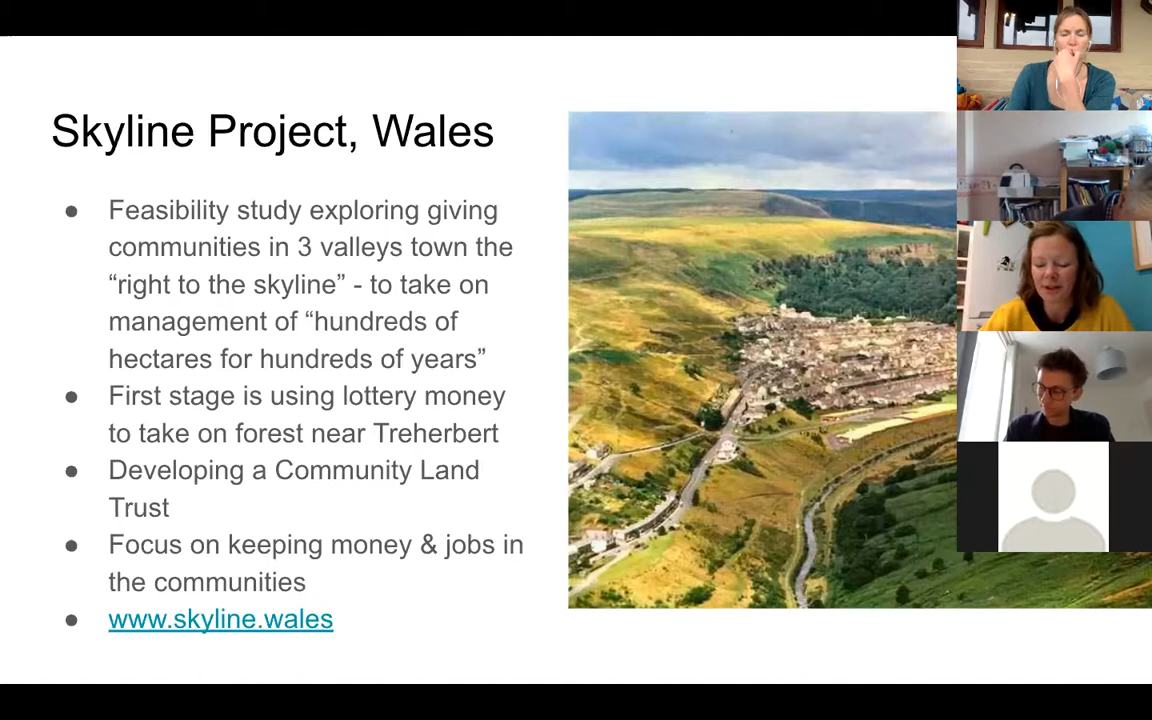 Skyline Project, Wales
● Feasibility study exploring giving
communities in 3 valleys town the
“right to the skyline” - to take on
management of “hundreds of
hectares for hundreds of years”
● First stage is using lottery money
to take on forest near Treherbert
● Developing a Community Land
Trust
● Focus on keeping money & jobs in
the communities
● www.skyline.wales